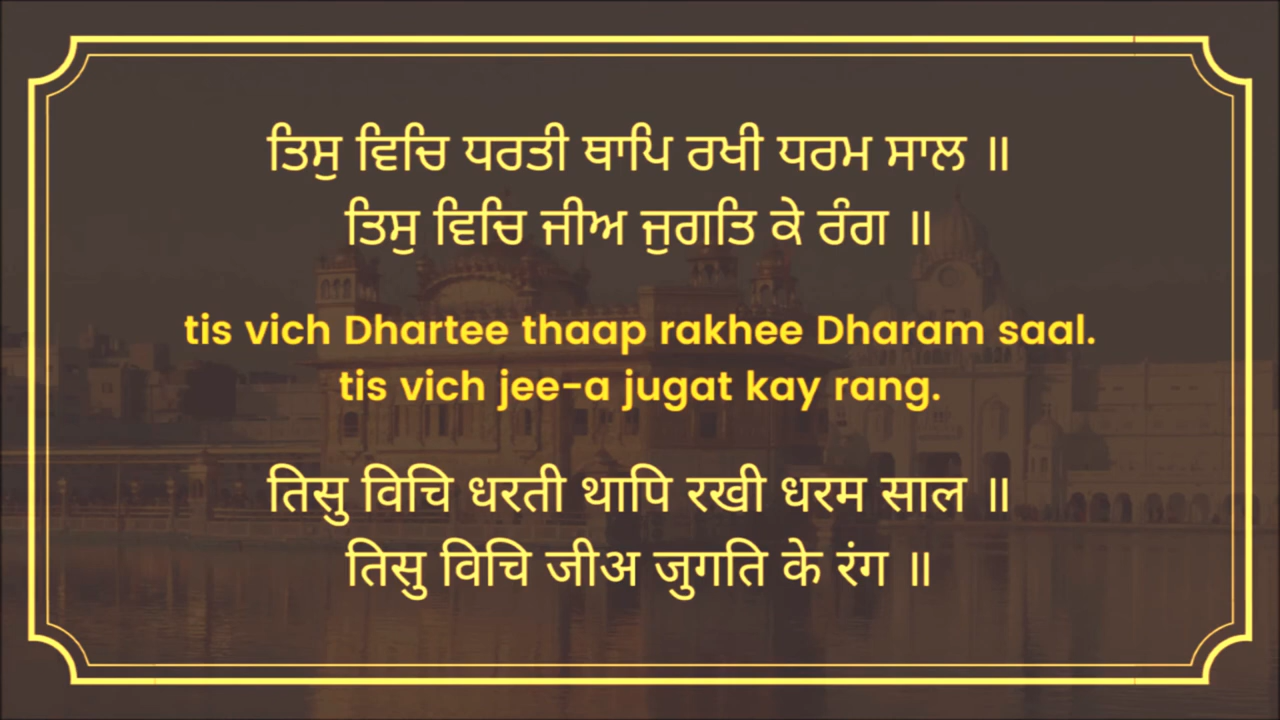 ਤਿਸੁ ਵਿਚਿ ਧਰਤੀ ਥਾਪਿ ਰਖੀ ਧਰਮ ਸਾਲ ॥
ਤਿਸੁ ਵਿਚਿ ਜੀਅ ਜੁਗਤਿ ਕੇ ਰੰਗ ॥
tis vich Dhartee thaap rakhee Dharam saal.
tis vich jee-a jugat kay rang.
तिसु विचि धरती थापि रखी धरम साल ॥
तिसु विचि जीअ जुगति के रंग ॥